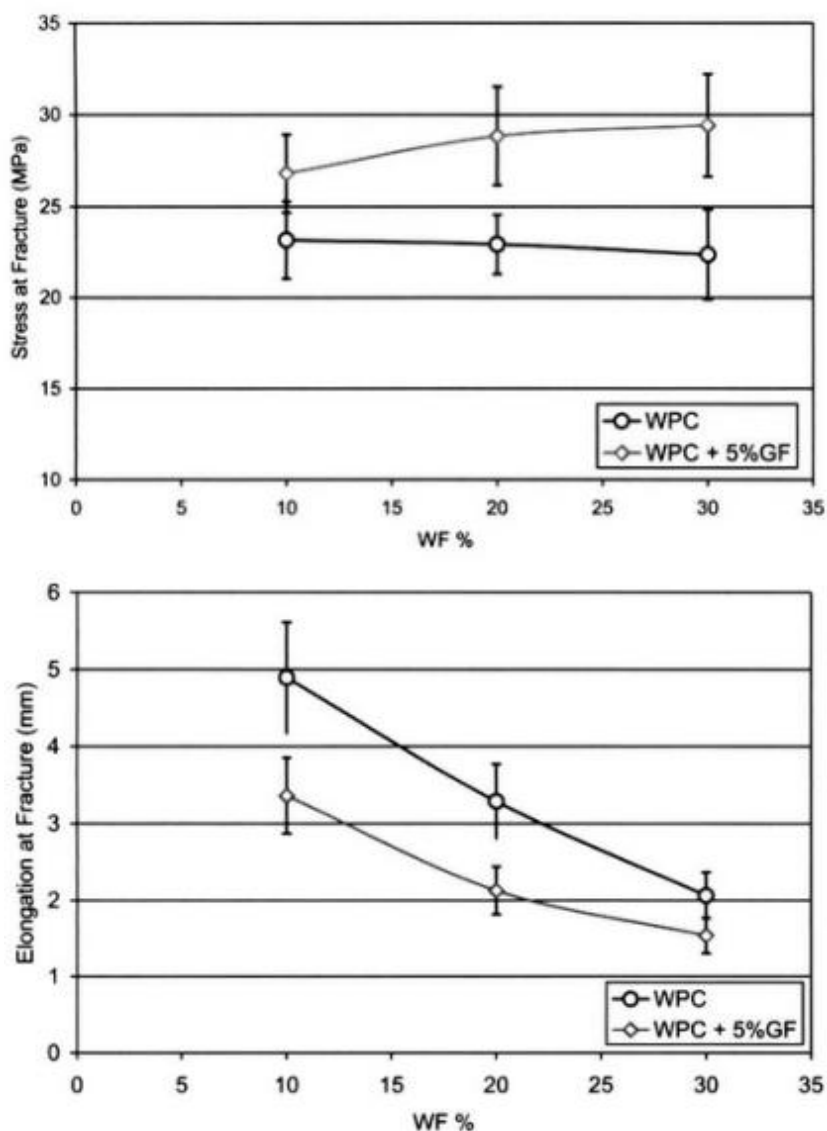 35
30
25
20
15
10
Stress at Fracture (MPa)
WPC
WPC + 5%GF
0 5 10 15 20 25 30 35
WF %
6
5
4
3
2
1
0
Elongation at Fracture (mm)
WPC
WPC + 5%GF
0 5 10 15 20 25 30 35
WF %